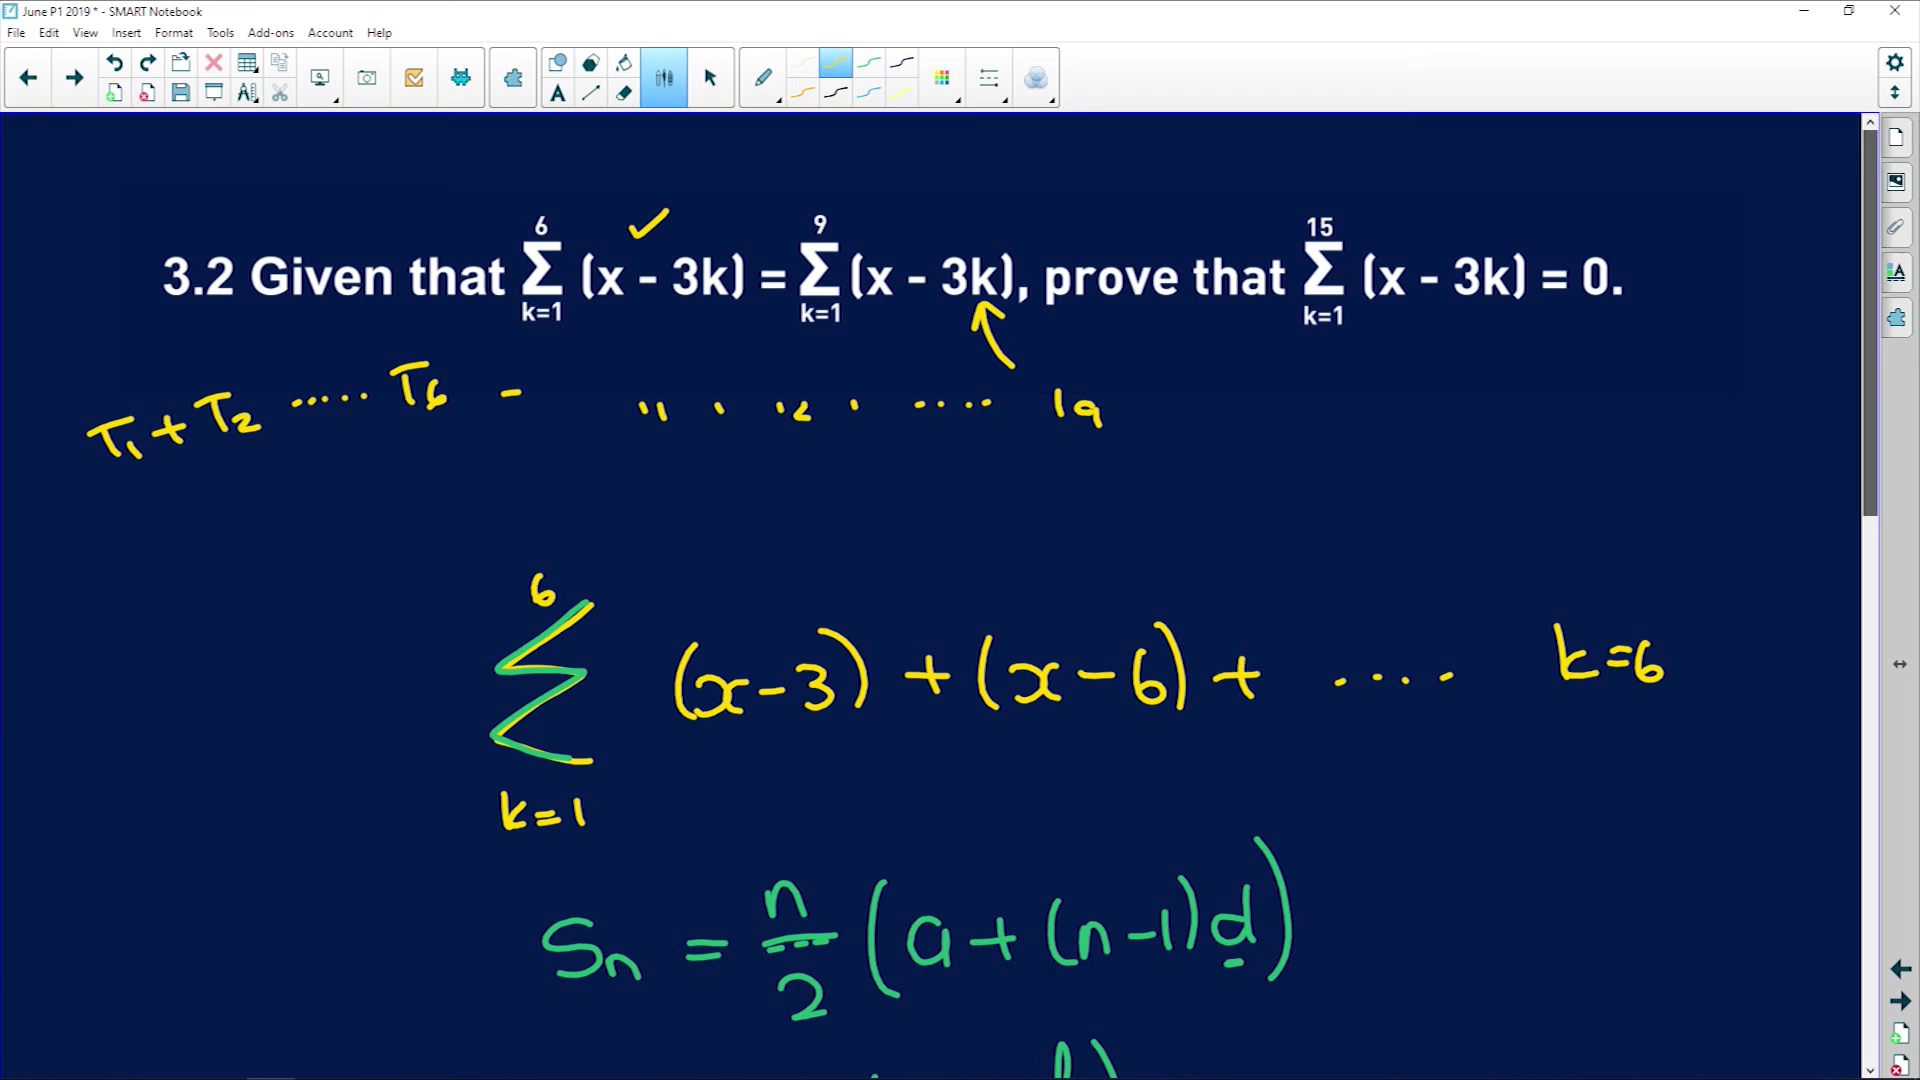 June P1 2019 * - SMART Notebook
File Edit View Insert Format Tools Add-ons Account Help
3.2 Given that 6 Σ k=1 (x - 3k) = 9 Σ k=1 (x - 3k), prove that 15 Σ k=1 (x - 3k) = 0.
T₁ + T₂ ..... T₆ -
6 Σ k=1 (x-3) + (x-6) + .... k=6
Sn = n/2 (a + (n-1)d)